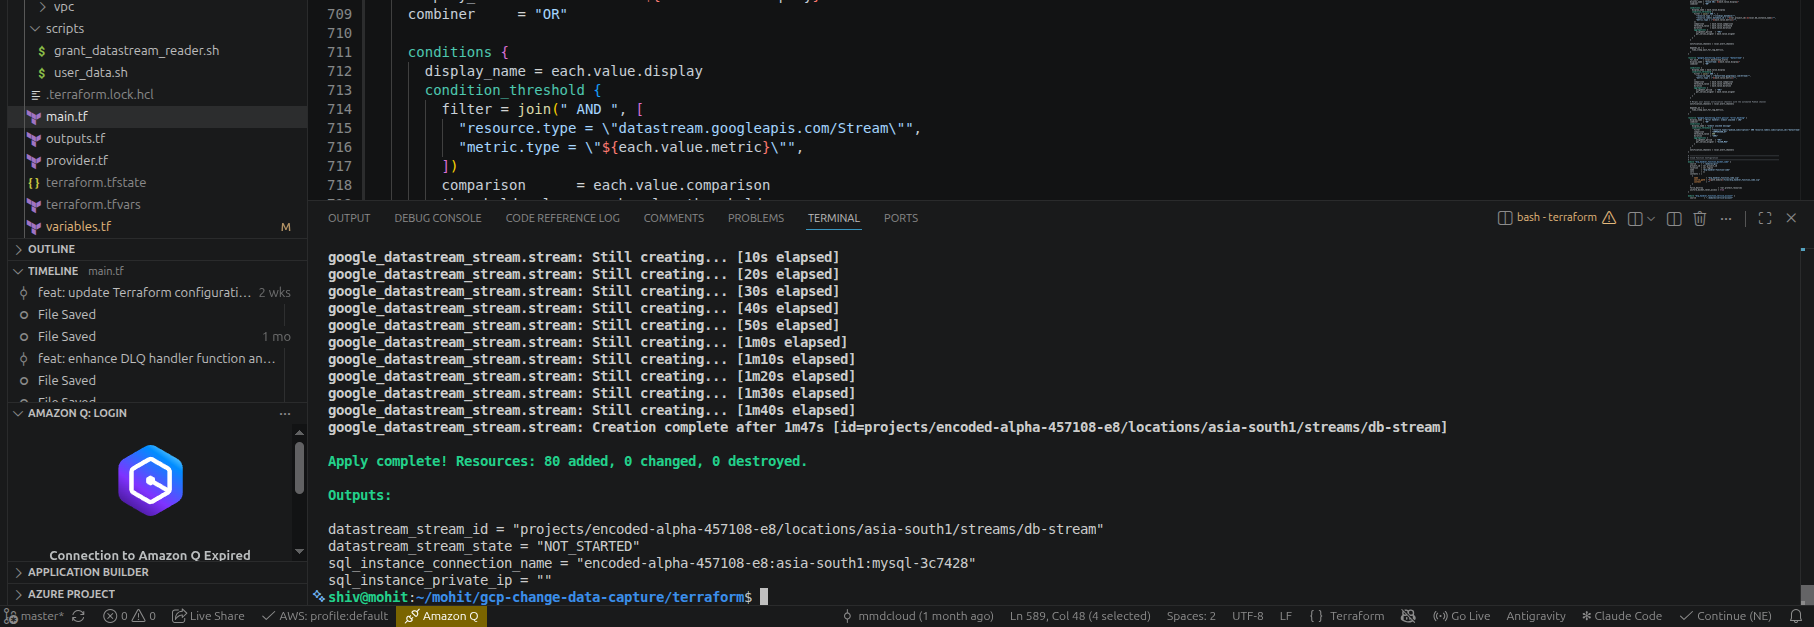 vpc
scripts
$ grant_datastream_reader.sh
$ user_data.sh
.terraform.lock.hcl
main.tf
outputs.tf
provider.tf
{} terraform.tfstate
terraform.tfvars
variables.tf M
OUTLINE
TIMELINE main.tf
feat: update Terraform configurati... 2 wks
File Saved
File Saved 1 mo
feat: enhance DLQ handler function an...
File Saved
File Saved
AMAZON Q: LOGIN ...
Connection to Amazon Q Expired
APPLICATION BUILDER
AZURE PROJECT
709 combiner = "OR"
710
711 conditions {
712 display_name = each.value.display
713 condition_threshold {
714 filter = join(" AND ", [
715 "resource.type = \"datastream.googleapis.com/Stream\"",
716 "metric.type = \"${each.value.metric}\"",
717 ])
718 comparison = each.value.comparison
OUTPUT DEBUG CONSOLE CODE REFERENCE LOG COMMENTS PROBLEMS TERMINAL PORTS bash - terraform ...
google_datastream_stream.stream: Still creating... [10s elapsed]
google_datastream_stream.stream: Still creating... [20s elapsed]
google_datastream_stream.stream: Still creating... [30s elapsed]
google_datastream_stream.stream: Still creating... [40s elapsed]
google_datastream_stream.stream: Still creating... [50s elapsed]
google_datastream_stream.stream: Still creating... [1m0s elapsed]
google_datastream_stream.stream: Still creating... [1m10s elapsed]
google_datastream_stream.stream: Still creating... [1m20s elapsed]
google_datastream_stream.stream: Still creating... [1m30s elapsed]
google_datastream_stream.stream: Still creating... [1m40s elapsed]
google_datastream_stream.stream: Creation complete after 1m47s [id=projects/encoded-alpha-457108-e8/locations/asia-south1/streams/db-stream]
Apply complete! Resources: 80 added, 0 changed, 0 destroyed.
Outputs:
datastream_stream_id = "projects/encoded-alpha-457108-e8/locations/asia-south1/streams/db-stream"
datastream_stream_state = "NOT_STARTED"
sql_instance_connection_name = "encoded-alpha-457108-e8:asia-south1:mysql-3c7428"
sql_instance_private_ip = ""
shiv@mohit:~/mohit/gcp-change-data-capture/terraform$
master* 0 0 Live Share AWS: profile:default Amazon Q mmdcloud (1 month ago) Ln 589, Col 48 (4 selected) Spaces: 2 UTF-8 LF {} Terraform Go Live Antigravity Claude Code Continue (NE)